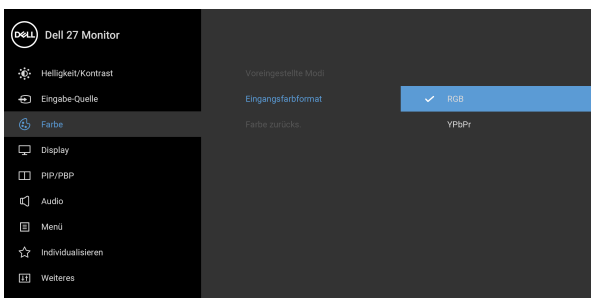 DELL Dell 27 Monitor
Helligkeit/Kontrast
Eingabe-Quelle
Farbe
Display
PIP/PBP
Audio
Menü
Individualisieren
Weiteres
Voreingestellte Modi
Eingangsfarbformat
Farbe zurücks.
RGB
YPbPr